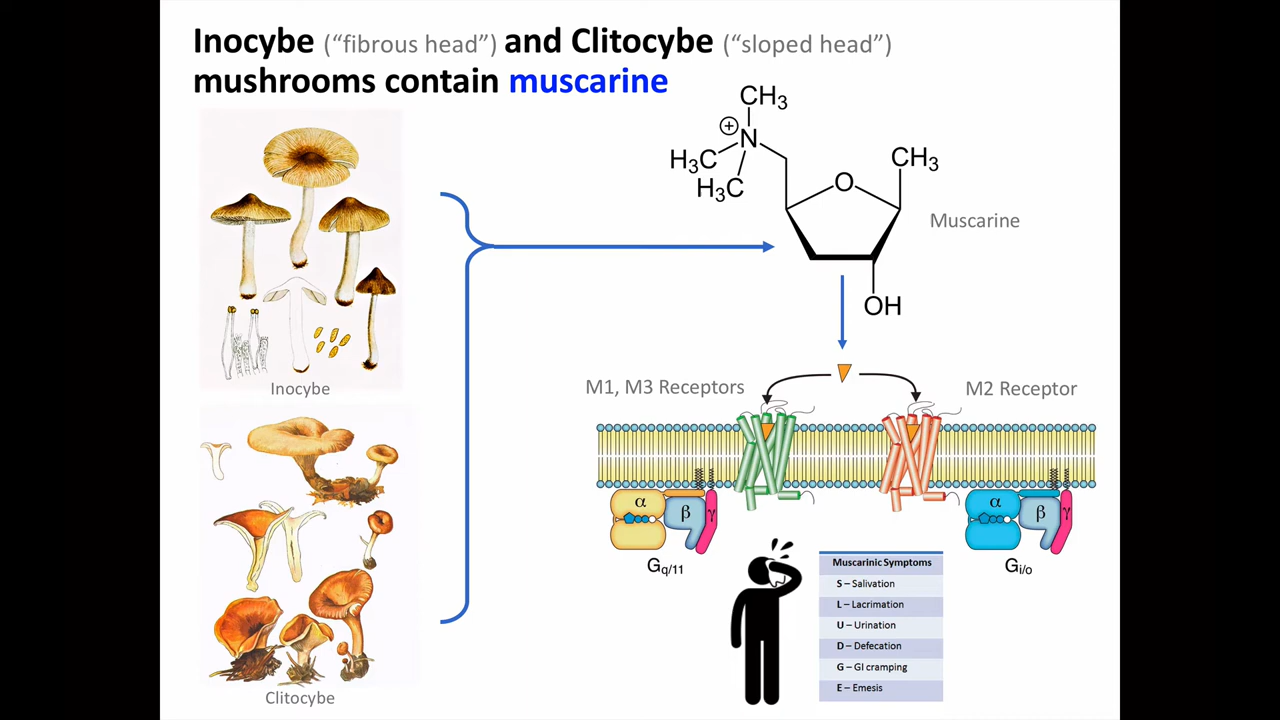 Inocybe (“fibrous head”) and Clitocybe (“sloped head”)
mushrooms contain muscarine
CH3
⊕
N
H3C
H3C
O
CH3
OH
Muscarine
Inocybe
M1, M3 Receptors
M2 Receptor
α
β
γ
Gq/11
α
β
γ
Gi/o
Clitocybe
Muscarinic Symptoms
S – Salivation
L – Lacrimation
U – Urination
D – Defecation
G – GI cramping
E – Emesis